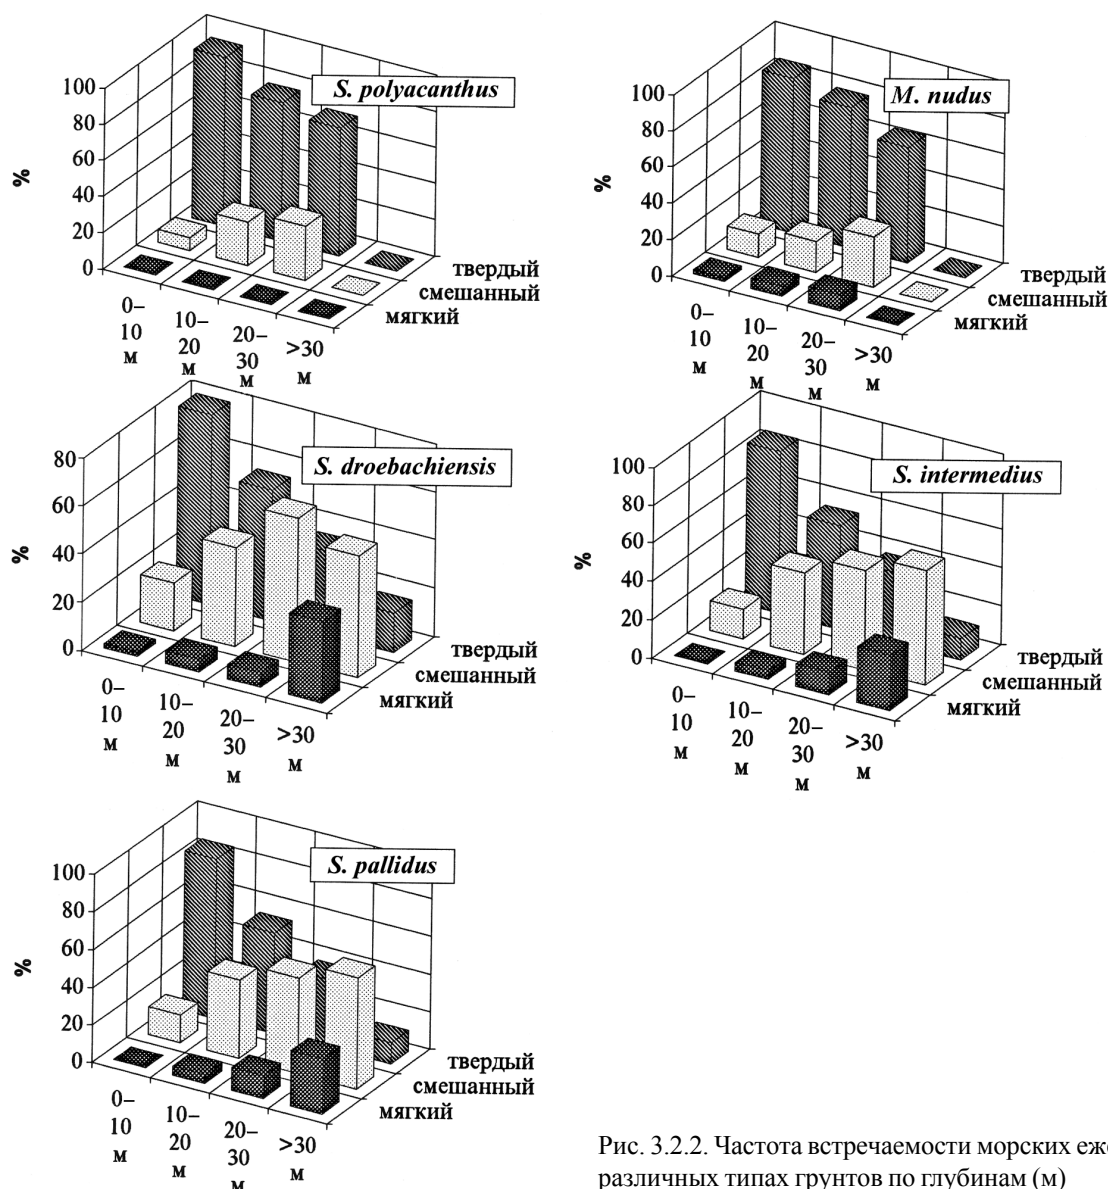 S. polyacanthus
100
80
60
40
20
0
%
0–
10
м
10–
20
м
20–
30
м
>30
м
твердый
смешанный
мягкий
M. nudus
100
80
60
40
20
0
%
0–
10
м
10–
20
м
20–
30
м
>30
м
твердый
смешанный
мягкий
S. droebachiensis
80
60
40
20
0
%
0–
10
м
10–
20
м
20–
30
м
>30
м
твердый
смешанный
мягкий
S. intermedius
100
80
60
40
20
0
%
0–
10
м
10–
20
м
20–
30
м
>30
м
твердый
смешанный
мягкий
S. pallidus
100
80
60
40
20
0
%
0–
10
м
10–
20
м
20–
30
м
>30
м
твердый
смешанный
мягкий
Рис. 3.2.2. Частота встречаемости морских
различных типах грунтов по глубинам (м)